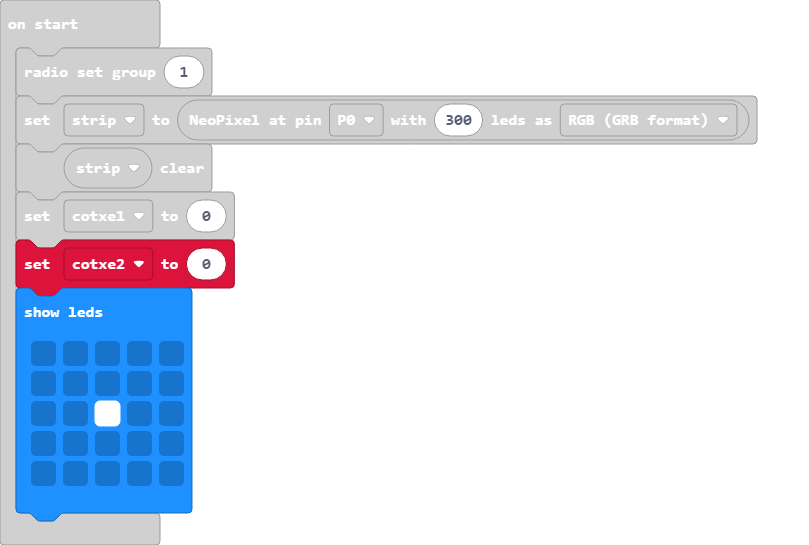 on start
radio set group 1
set strip to NeoPixel at pin P0 with 300 leds as RGB (GRB format)
strip clear
set cotxe1 to 0
set cotxe2 to 0
show leds